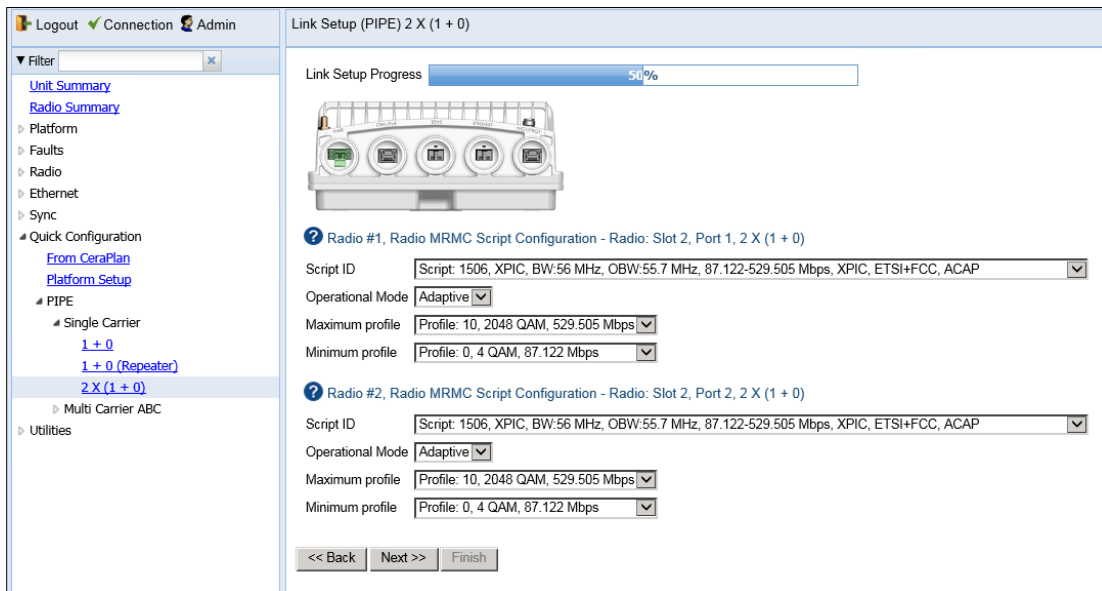 Logout Connection Admin
Link Setup (PIPE) 2 X (1 + 0)
Filter
Unit Summary
Radio Summary
Platform
Faults
Radio
Ethernet
Sync
Quick Configuration
From CeraPlan
Platform Setup
PIPE
Single Carrier
1 + 0
1 + 0 (Repeater)
2 X (1 + 0)
Multi Carrier ABC
Utilities
Link Setup Progress 50%
Radio #1, Radio MRMC Script Configuration - Radio: Slot 2, Port 1, 2 X (1 + 0)
Script ID Script: 1506, XPIC, BW:56 MHz, OBW:55.7 MHz, 87.122-529.505 Mbps, XPIC, ETSI+FCC, ACAP
Operational Mode Adaptive
Maximum profile Profile: 10, 2048 QAM, 529.505 Mbps
Minimum profile Profile: 0, 4 QAM, 87.122 Mbps
Radio #2, Radio MRMC Script Configuration - Radio: Slot 2, Port 2, 2 X (1 + 0)
Script ID Script: 1506, XPIC, BW:56 MHz, OBW:55.7 MHz, 87.122-529.505 Mbps, XPIC, ETSI+FCC, ACAP
Operational Mode Adaptive
Maximum profile Profile: 10, 2048 QAM, 529.505 Mbps
Minimum profile Profile: 0, 4 QAM, 87.122 Mbps
<< Back Next >> Finish